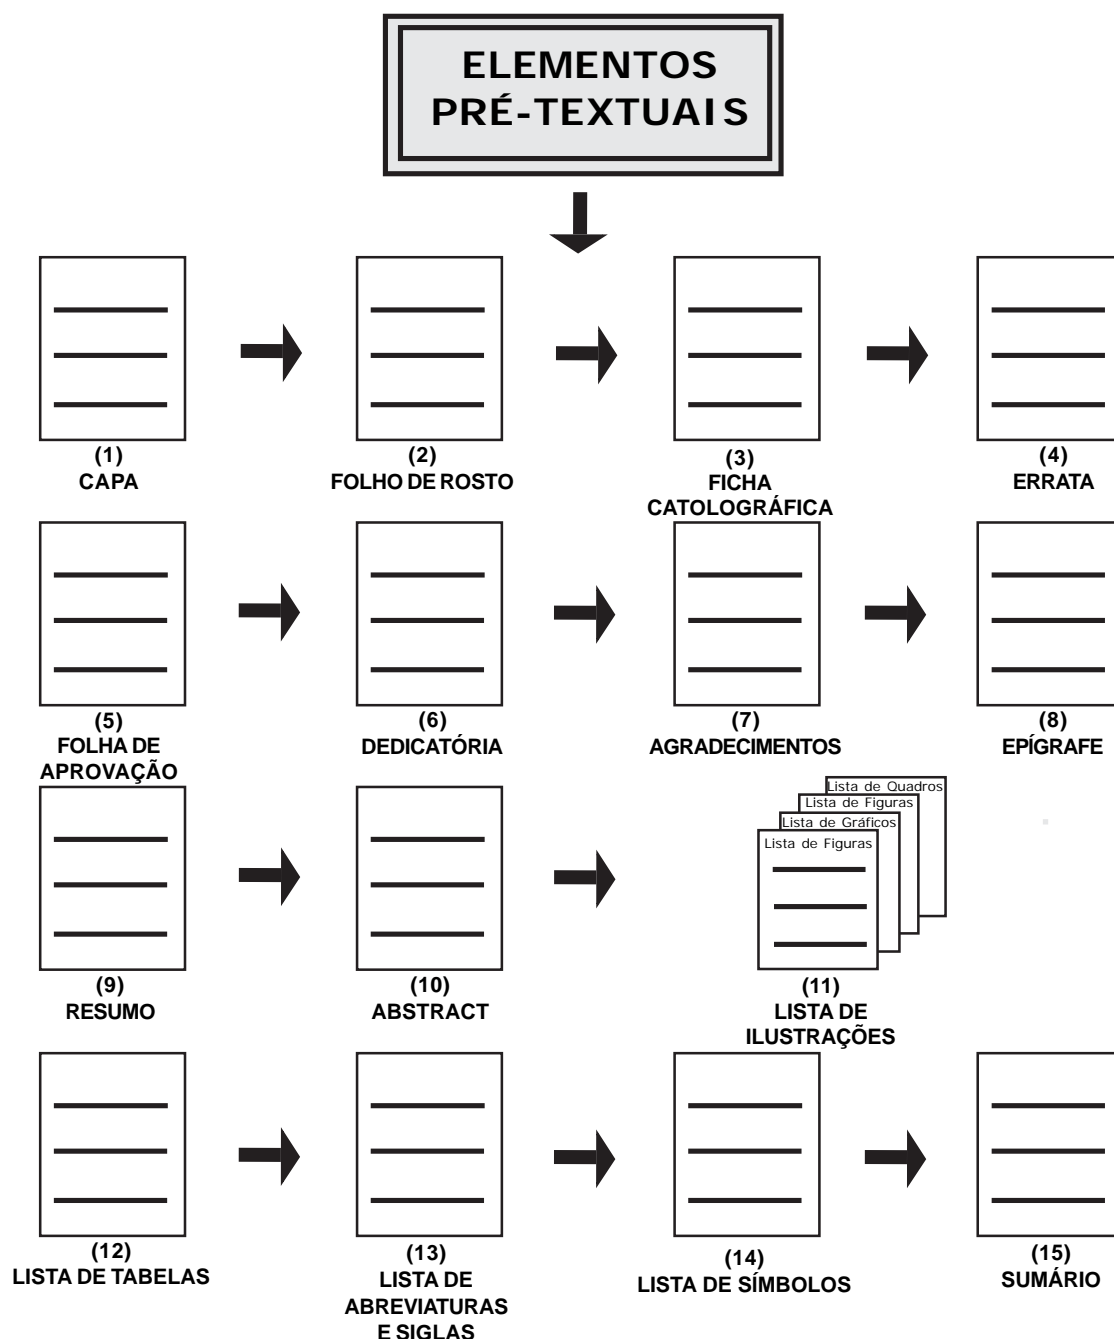 ELEMENTOS
PRÉ-TEXTUAIS
(1)
CAPA
(2)
FOLHO DE ROSTO
(3)
FICHA
CATOLOGRÁFICA
(4)
ERRATA
(5)
FOLHA DE
APROVAÇÃO
(6)
DEDICATÓRIA
(7)
AGRADECIMENTOS
(8)
EPÍGRAFE
(9)
RESUMO
(10)
ABSTRACT
Lista de Quadros
Lista de Figuras
Lista de Gráficos
Lista de Figuras
(11)
LISTA DE
ILUSTRAÇÕES
(12)
LISTA DE TABELAS
(13)
LISTA DE
ABREVIATURAS
E SIGLAS
(14)
LISTA DE SÍMBOLOS
(15)
SUMÁRIO